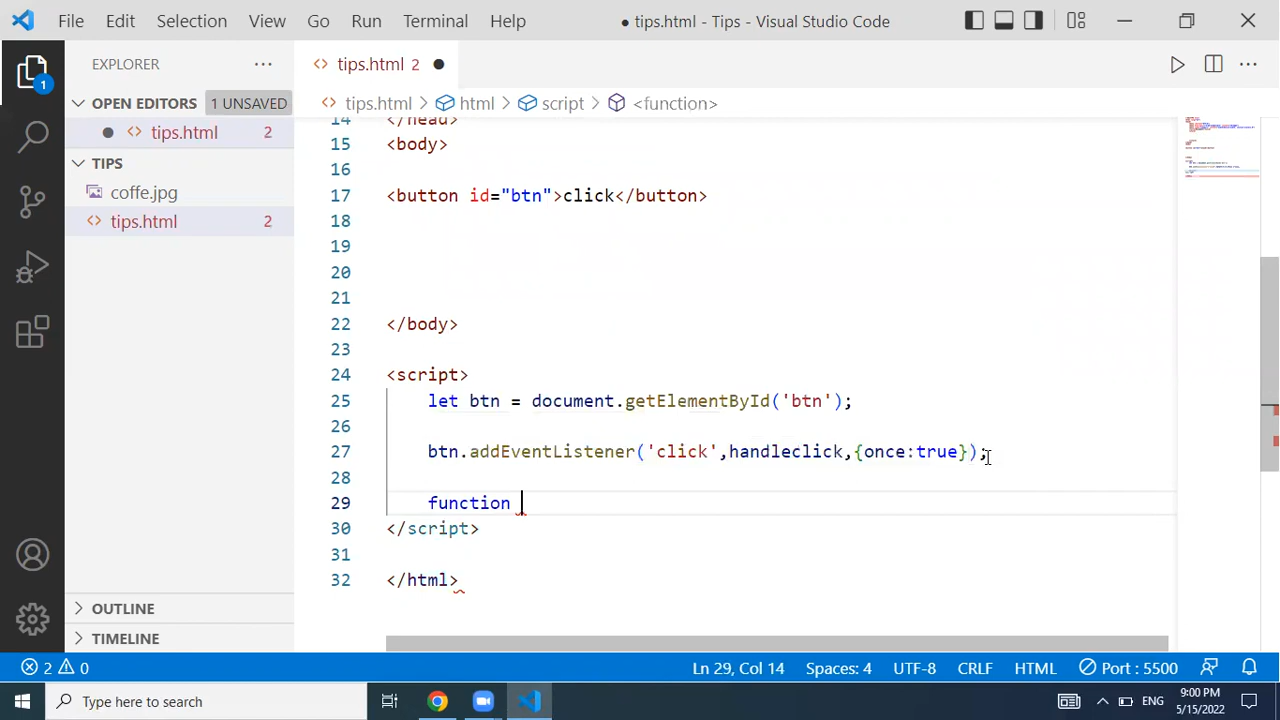 File Edit Selection View Go Run Terminal Help
● tips.html - Tips - Visual Studio Code
EXPLORER
tips.html 2
OPEN EDITORS 1 UNSAVED
tips.html > html > script > <function>
tips.html 2
TIPS
coffe.jpg
tips.html 2
OUTLINE
TIMELINE
1
14 </head>
15 <body>
16
17 <button id="btn">click</button>
18
19
20
21
22 </body>
23
24 <script>
25 let btn = document.getElementById('btn');
26
27 btn.addEventListener('click',handleclick,{once:true});
28
29 function
30 </script>
31
32 </html>
2 0
Ln 29, Col 14 Spaces: 4 UTF-8 CRLF HTML Port : 5500
Type here to search
ENG
9:00 PM
5/15/2022